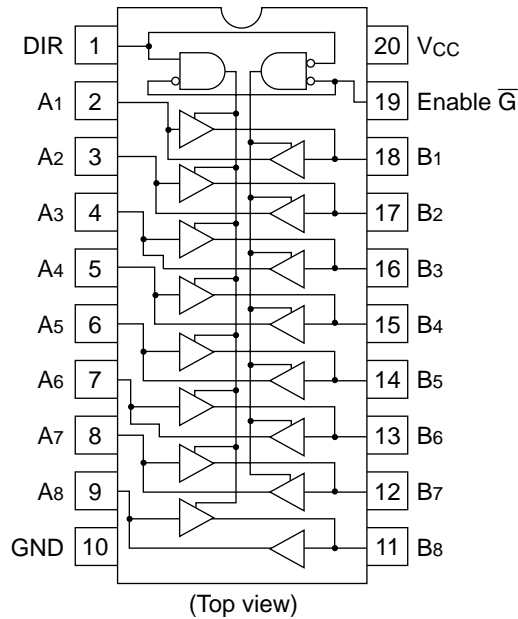 DIR 1 20 VCC
A1 2 19 Enable G̅
A2 3 18 B1
A3 4 17 B2
A4 5 16 B3
A5 6 15 B4
A6 7 14 B5
A7 8 13 B6
A8 9 12 B7
GND 10 11 B8
(Top view)